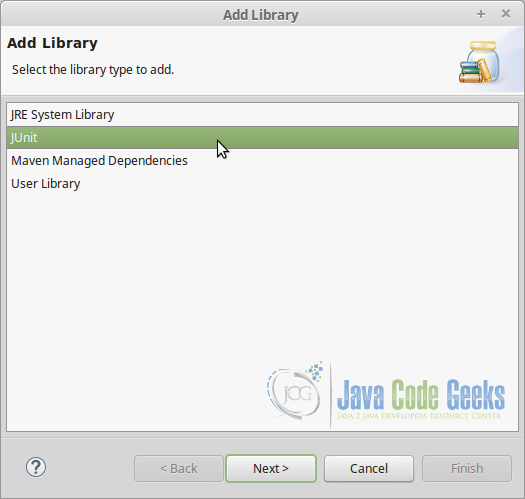 Add Library
Add Library
Select the library type to add.
JRE System Library
JUnit
Maven Managed Dependencies
User Library
JCG
Java Code Geeks
JAVA 2 JAVA DEVELOPERS RESOURCE CENTER
?
< Back
Next >
Cancel
Finish